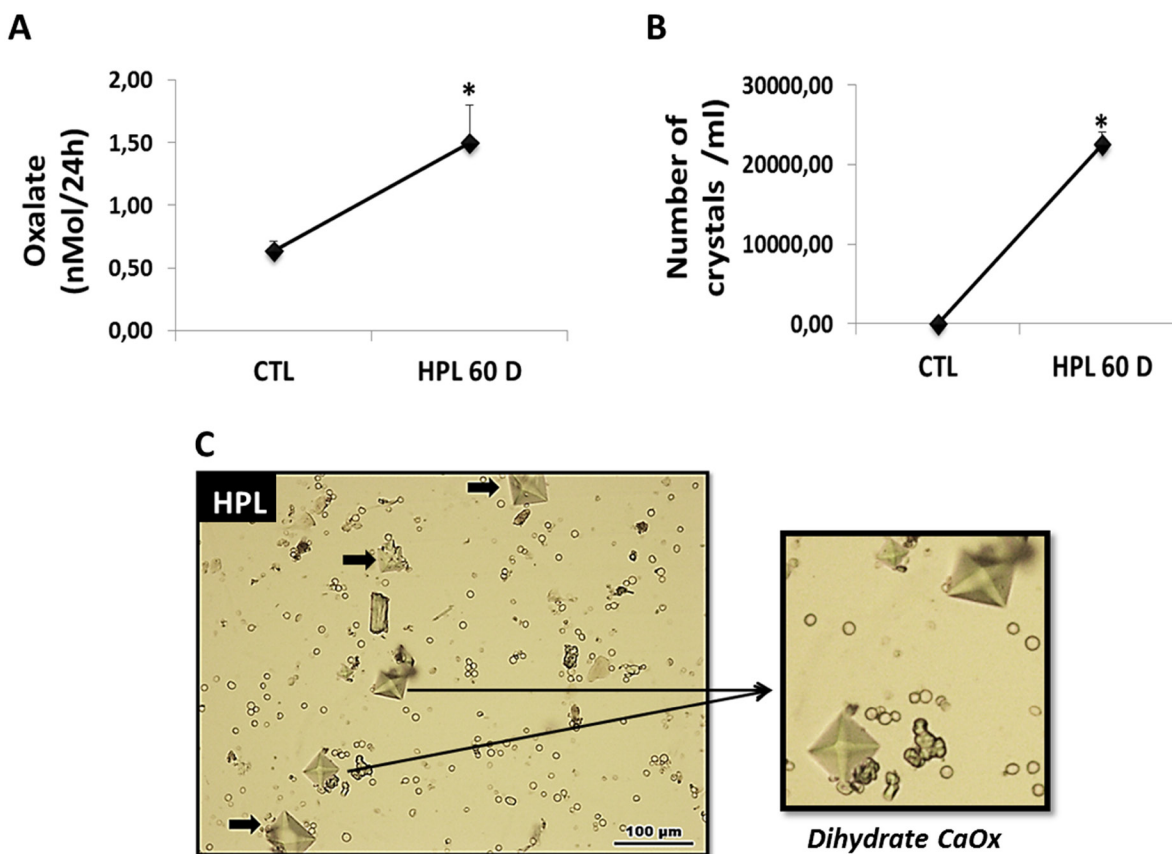 A
Oxalate
(nMol/24h)
2,00
1,50
1,00
0,50
0,00
*
CTL
HPL 60 D
B
Number of
crystals /ml
30000,00
20000,00
10000,00
0,00
*
CTL
HPL 60 D
C
HPL
100 µm
Dihydrate CaOx